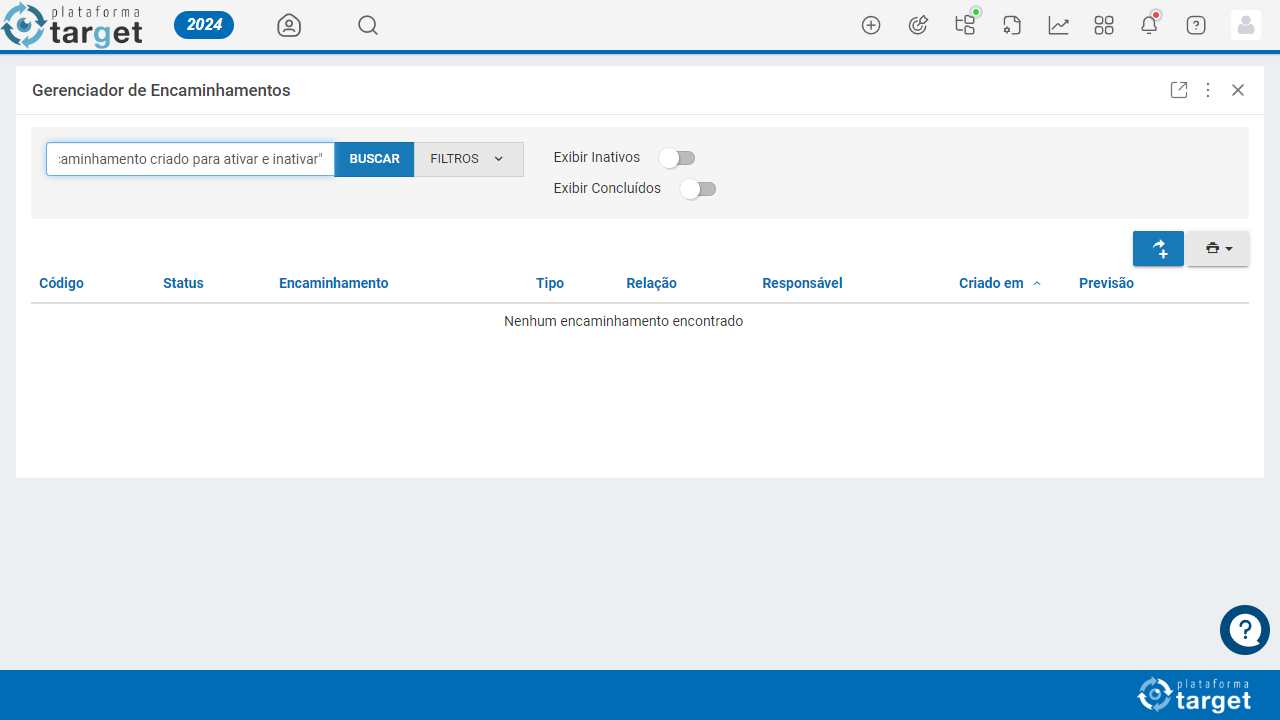 plataforma
target
2024
Gerenciador de Encaminhamentos
caminhamento criado para ativar e inativar"
BUSCAR
FILTROS
Exibir Inativos
Exibir Concluídos
Código
Status
Encaminhamento
Tipo
Relação
Responsável
Criado em
Previsão
Nenhum encaminhamento encontrado
plataforma
target